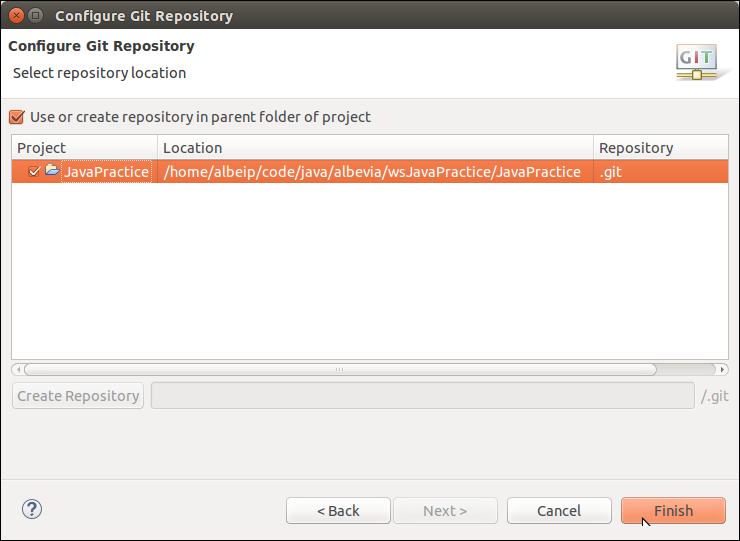 Configure Git Repository
Configure Git Repository
Select repository location
GIT
Use or create repository in parent folder of project
Project Location Repository
JavaPractice /home/albeip/code/java/albevia/wsJavaPractice/JavaPractice .git
Create Repository /.git
? < Back Next > Cancel Finish